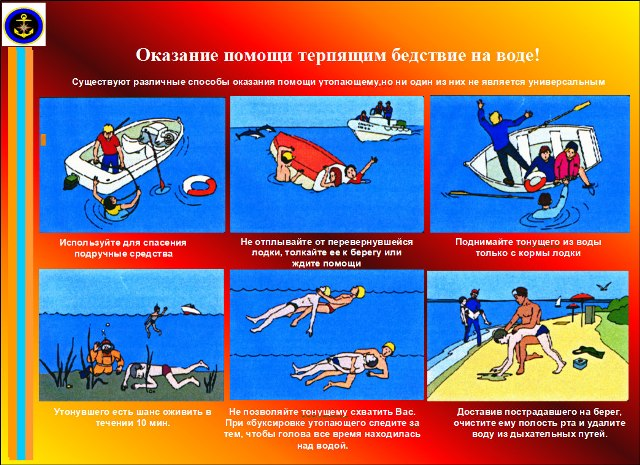 Оказание помощи терпящим бедствие на воде!
Существуют различные способы оказания помощи утопающему,но ни один из них не является универсальным
Используйте для спасения
подручные средства
Не отплывайте от перевернувшейся
лодки, толкайте ее к берегу или
ждите помощи
Поднимайте тонущего из воды
только с кормы лодки
Утонувшего есть шанс оживить в
течении 10 мин.
Не позволяйте тонущему схватить Вас.
При «буксировке утопающего следите за
тем, чтобы голова все время находилась
над водой.
Доставив пострадавшего на берег,
очистите ему полость рта и удалите
воду из дыхательных путей.